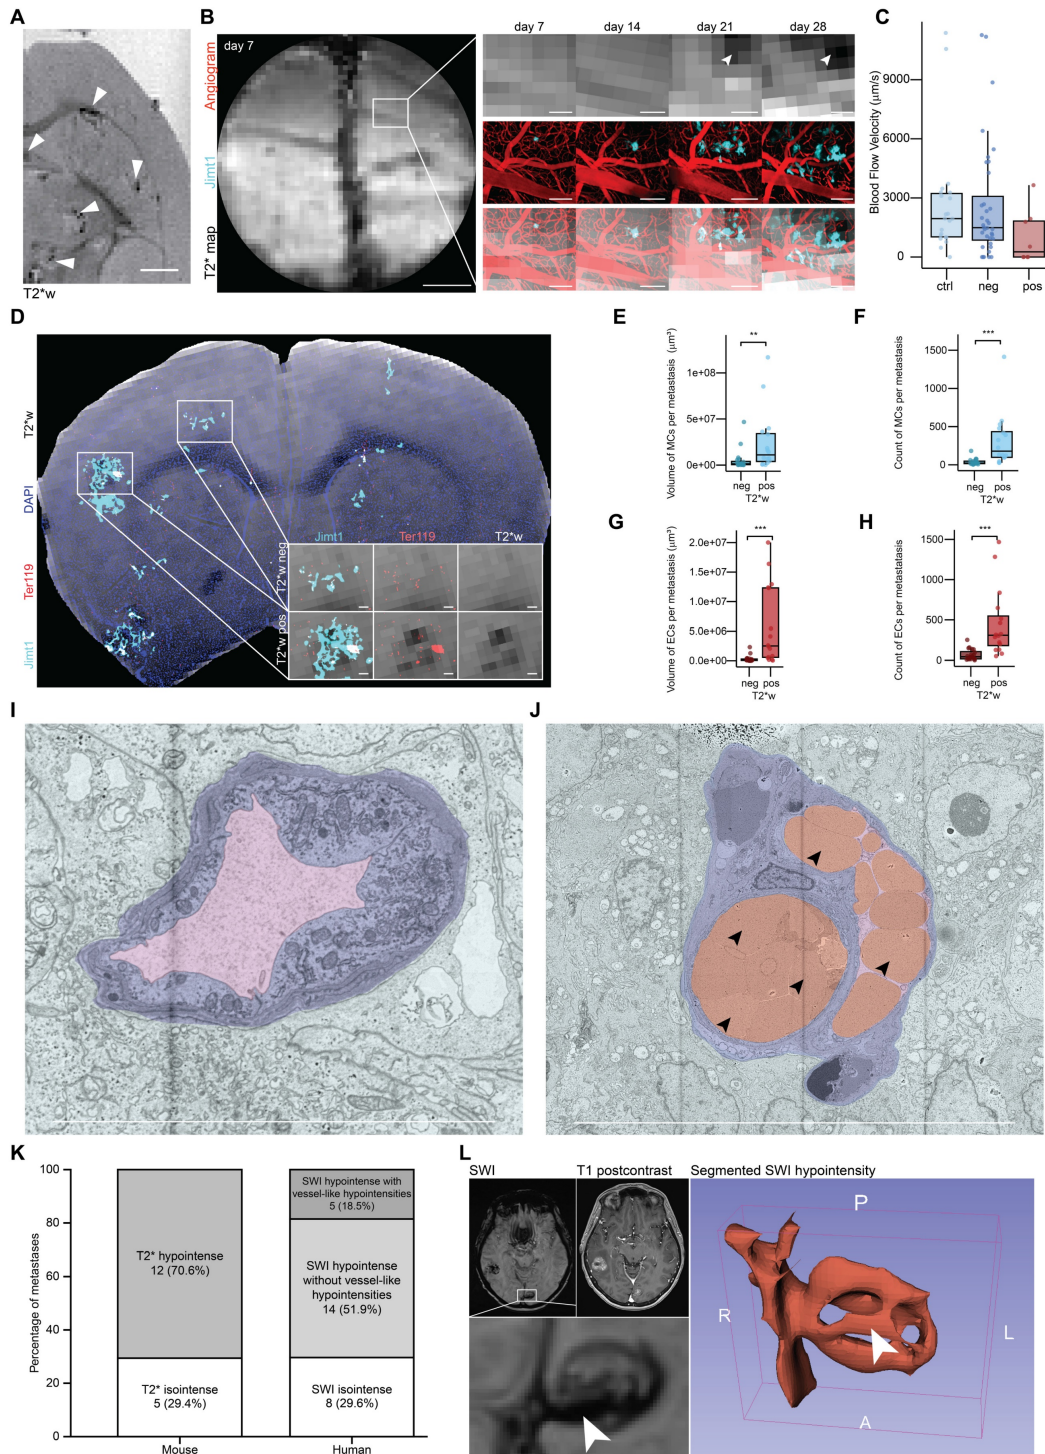 A
T2*w
B
Angiogram
Jimt1
T2* map
day 7
day 7
day 14
day 21
day 28
C
Blood Flow Velocity (µm/s)
9000
6000
3000
0
ctrl
neg
pos
D
T2*w
DAPI
Ter119
Jimt1
Jimt1
Ter119
T2*w
T2*w neg
T2*w pos
E
Volume of MCs per metastasis (µm³)
**
1e+08
5e+07
0e+00
neg
pos
T2*w
F
Count of MCs per metastasis
***
1500
1000
500
0
neg
pos
T2*w
G
Volume of ECs per metastasis (µm³)
***
2.0e+07
1.5e+07
1.0e+07
5.0e+06
0.0e+00
neg
pos
T2*w
H
Count of ECs per metastatasis
***
1500
1000
500
0
neg
pos
T2*w
I
J
K
Percentage of metastases
100
80
60
40
20
0
T2* hypointense
12 (70.6%)
T2* isointense
5 (29.4%)
SWI hypointense with
vessel-like hypointensities
5 (18.5%)
SWI hypointense
without vessel-like
hypointensities
14 (51.9%)
SWI isointense
8 (29.6%)
Mouse
Human
L
SWI
T1 postcontrast
Segmented SWI hypointensity
P
R
L
A